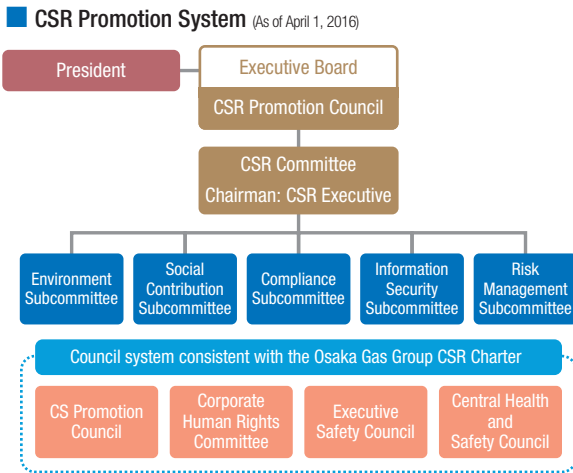 CSR Promotion System (As of April 1, 2016)
President
Executive Board
CSR Promotion Council
CSR Committee
Chairman: CSR Executive
Environment
Subcommittee
Social
Contribution
Subcommittee
Compliance
Subcommittee
Information
Security
Subcommittee
Risk
Management
Subcommittee
Council system consistent with the Osaka Gas Group CSR Charter
CS Promotion
Council
Corporate
Human Rights
Committee
Executive
Safety Council
Central Health
and
Safety Council